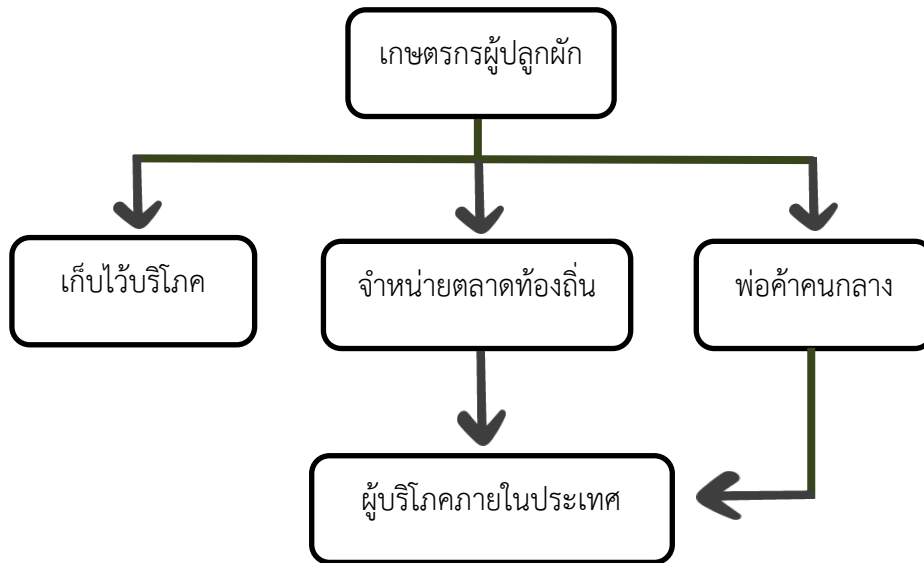 เกษตรกรผู้ปลูกผัก
เก็บไว้บริโภค
จำหน่ายตลาดท้องถิ่น
พ่อค้าคนกลาง
ผู้บริโภคภายในประเทศ